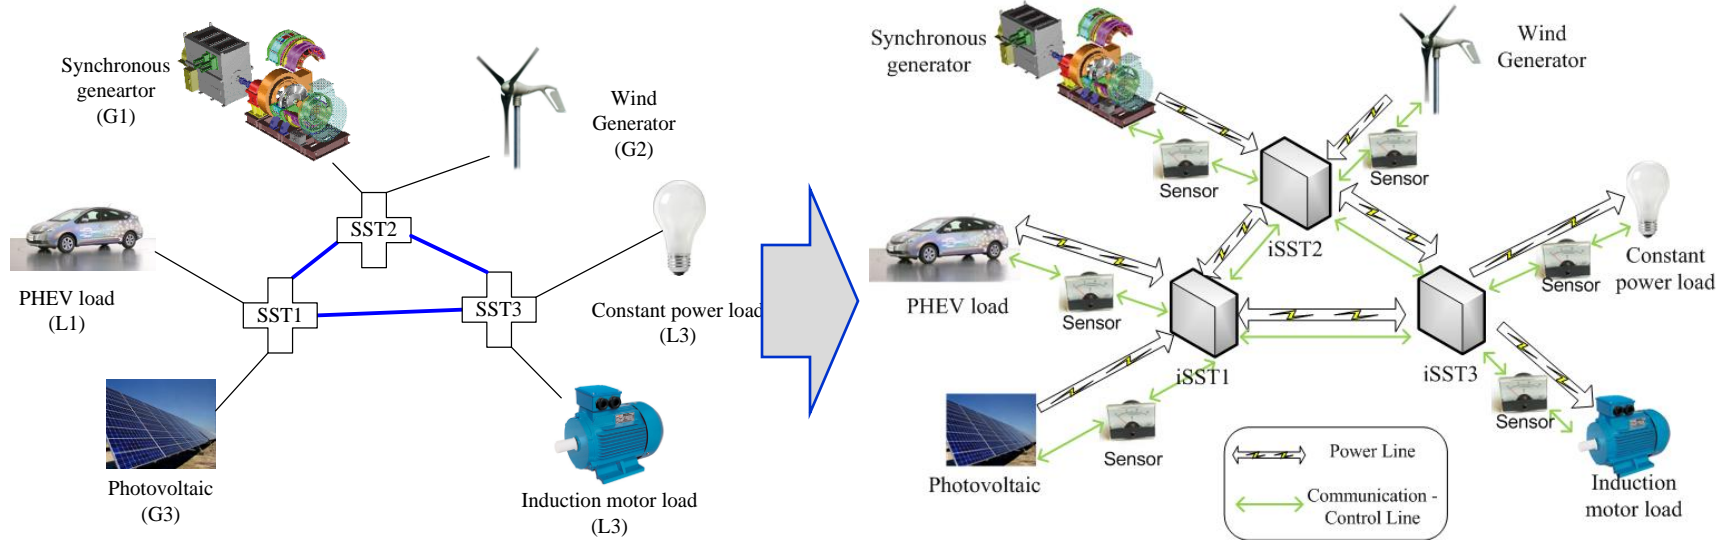 Synchronous
geneartor
(G1)
Wind
Generator
(G2)
SST2
PHEV load
(L1)
SST1
SST3
Constant power load
(L3)
Photovoltaic
(G3)
Induction motor load
(L3)
Synchronous
generator
Wind
Generator
Sensor
Sensor
iSST2
PHEV load
Sensor
Sensor
Constant
power load
iSST1
iSST3
Sensor
Sensor
Photovoltaic
Induction
motor load
Power Line
Communication -
Control Line